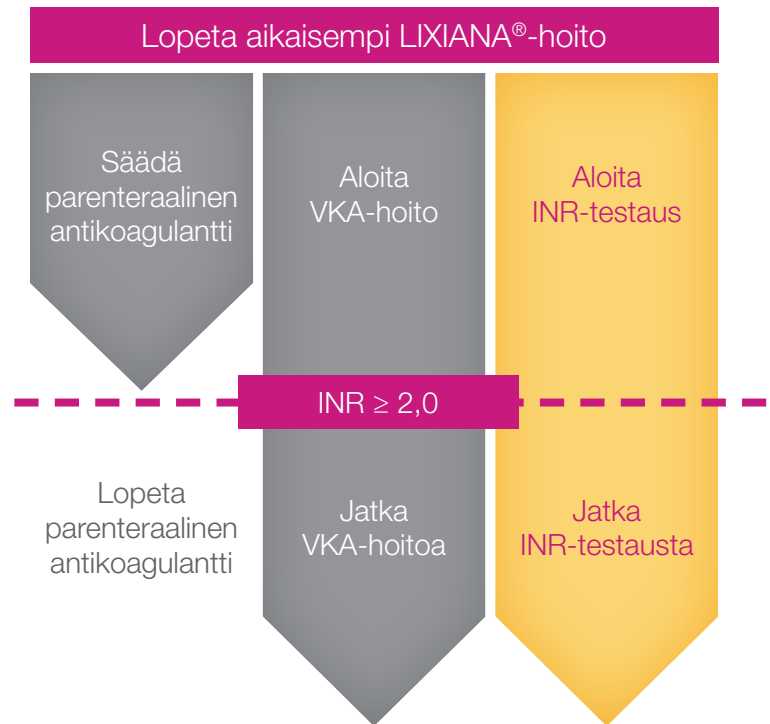 Lopeta aikaisempi LIXIANA®-hoito
Säädä
parenteraalinen
antikoagulantti
Aloita
VKA-hoito
Aloita
INR-testaus
INR ≥ 2,0
Lopeta
parenteraalinen
antikoagulantti
Jatka
VKA-hoitoa
Jatka
INR-testausta